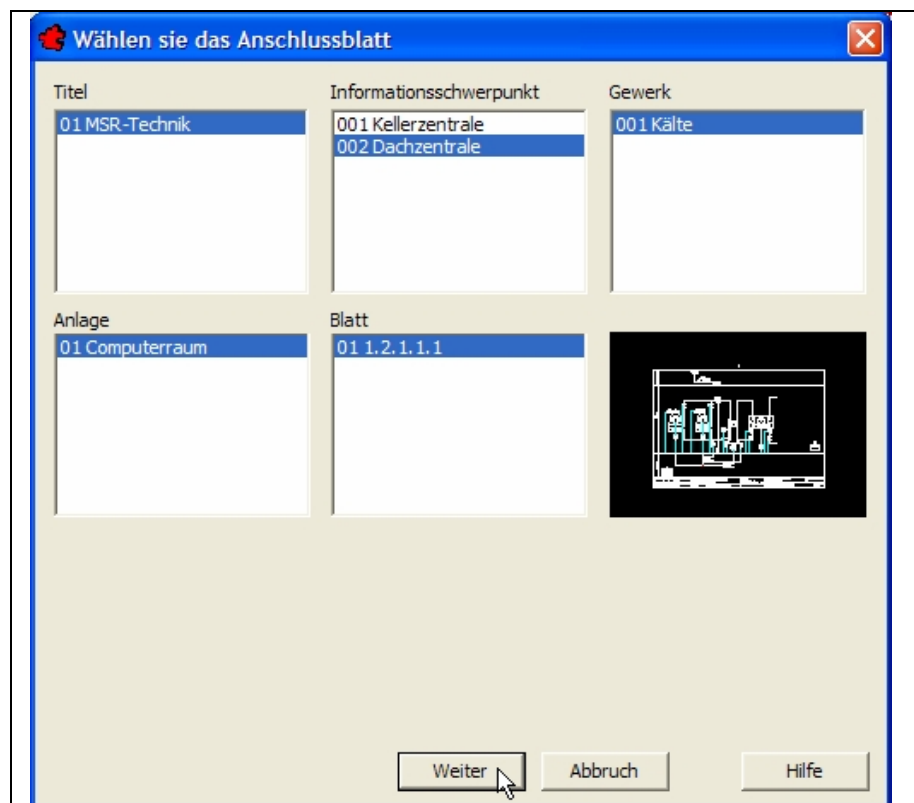 Wählen sie das Anschlussblatt
Titel
Informationsschwerpunkt
Gewerk
01 MSR-Technik
001 Kellerzentrale
002 Dachzentrale
001 Kälte
Anlage
Blatt
01 Computerraum
01 1.2.1.1.1
Weiter
Abbruch
Hilfe